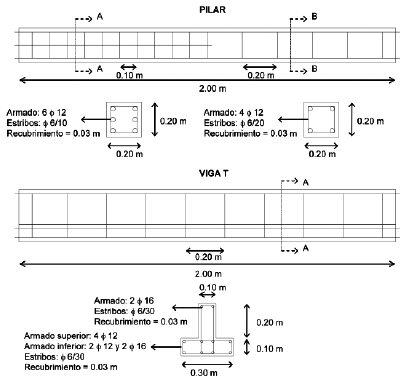 PILAR
A
B
A
B
0.10 m
0.20 m
2.00 m
Armado: 6 ϕ 12
Estribos: ϕ 6/10
Recubrimiento = 0.03 m
0.20 m
0.20 m
Armado: 4 ϕ 12
Estribos: ϕ 6/20
Recubrimiento = 0.03 m
0.20 m
0.20 m
VIGA T
A
A
0.20 m
2.00 m
0.10 m
Armado: 2 ϕ 16
Estribos: ϕ 6/30
Recubrimiento = 0.03 m
0.20 m
Armado superior: 4 ϕ 12
Armado inferior: 2 ϕ 12 y 2 ϕ 16
Estribos: ϕ 6/30
Recubrimiento = 0.03 m
0.10 m
0.30 m